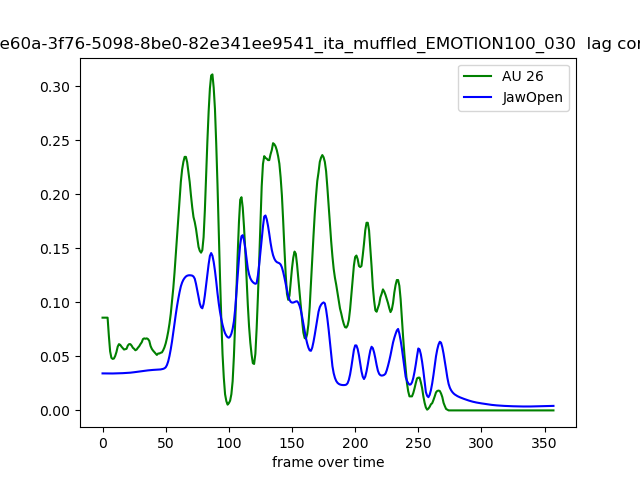 e60a-3f76-5098-8be0-82e341ee9541_ita_muffled_EMOTION100_030 lag
AU 26
JawOpen
0.30
0.25
0.20
0.15
0.10
0.05
0.00
0 50 100 150 200 250 300 350
frame over time